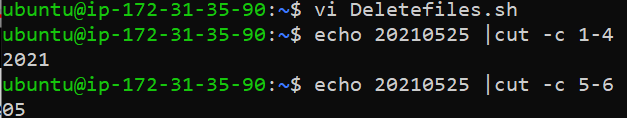 ubuntu@ip-172-31-35-90:~$ vi Deletefiles.sh
ubuntu@ip-172-31-35-90:~$ echo 20210525 |cut -c 1-4
2021
ubuntu@ip-172-31-35-90:~$ echo 20210525 |cut -c 5-6
05